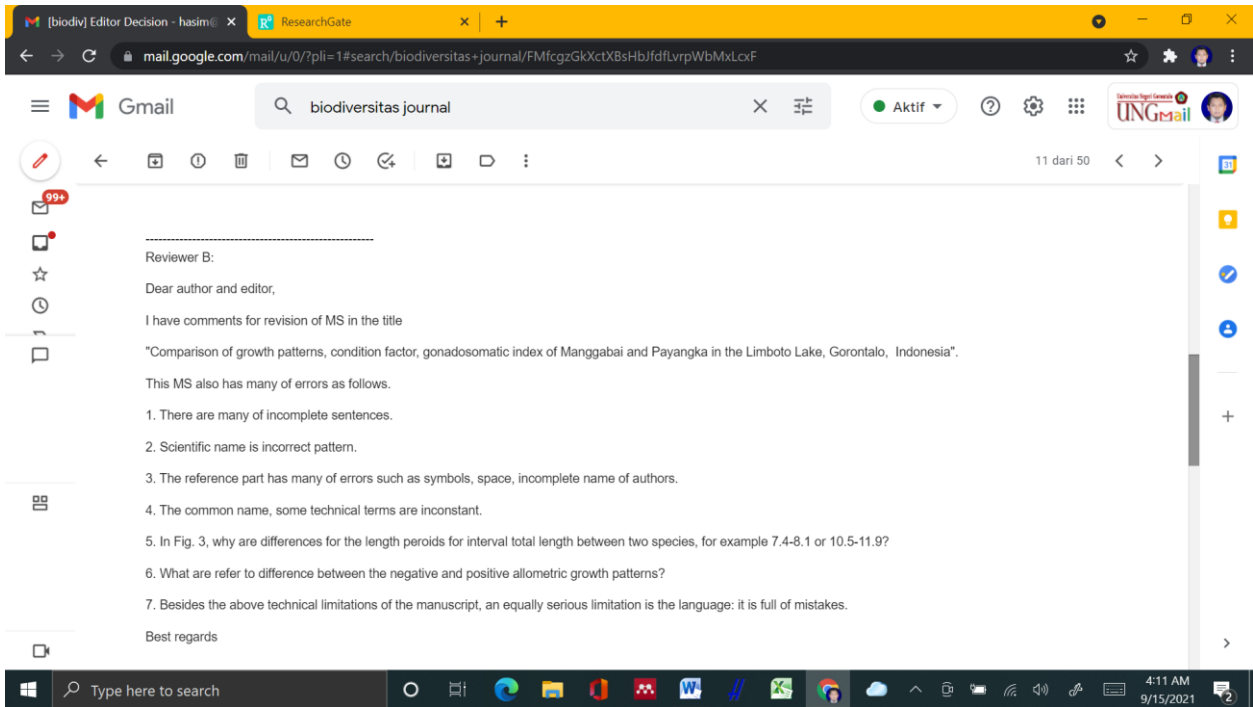 [biodiv] Editor Decision - hasim@
ResearchGate
mail.google.com/mail/u/0/?pli=1#search/biodiversitas+journal/FMfcgzGkXctXBsHbJfdfLvrpWbMxLcxF
Gmail
biodiversitas journal
Aktif
Universitas Negeri Gorontalo
UNGmail
11 dari 50
31
99+
--------------------------------------------------------
Reviewer B:
Dear author and editor,
I have comments for revision of MS in the title
"Comparison of growth patterns, condition factor, gonadosomatic index of Manggabai and Payangka in the Limboto Lake, Gorontalo, Indonesia".
This MS also has many of errors as follows.
1. There are many of incomplete sentences.
2. Scientific name is incorrect pattern.
3. The reference part has many of errors such as symbols, space, incomplete name of authors.
4. The common name, some technical terms are inconstant.
5. In Fig. 3, why are differences for the length peroids for interval total length between two species, for example 7.4-8.1 or 10.5-11.9?
6. What are refer to difference between the negative and positive allometric growth patterns?
7. Besides the above technical limitations of the manuscript, an equally serious limitation is the language: it is full of mistakes.
Best regards
Type here to search
4:11 AM
9/15/2021
2